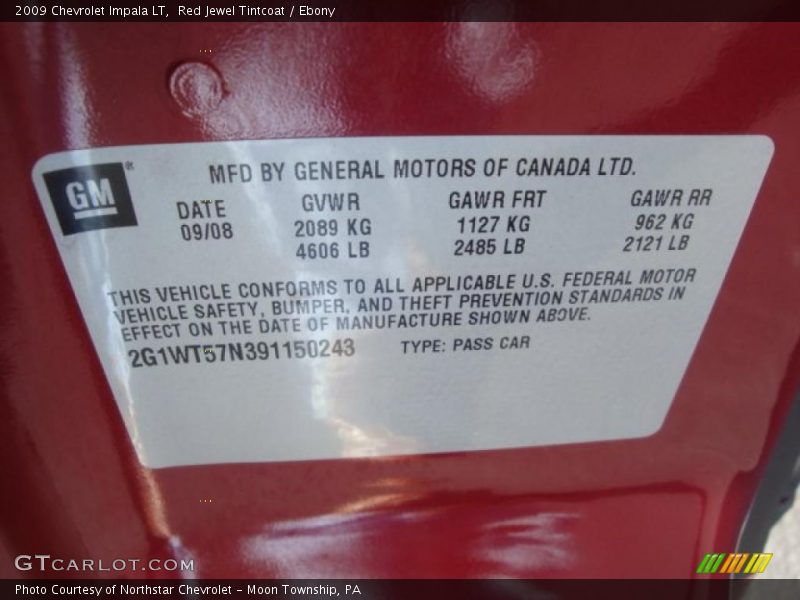 2009 Chevrolet Impala LT,  Red Jewel Tintcoat / Ebony
GM®
MFD BY GENERAL MOTORS OF CANADA LTD.
DATE GVWR GAWR FRT GAWR RR
09/08 2089 KG 1127 KG 962 KG
4606 LB 2485 LB 2121 LB
THIS VEHICLE CONFORMS TO ALL APPLICABLE U.S. FEDERAL MOTOR
VEHICLE SAFETY, BUMPER, AND THEFT PREVENTION STANDARDS IN
EFFECT ON THE DATE OF MANUFACTURE SHOWN ABOVE.
2G1WT57N391150243 TYPE: PASS CAR
GTCARLOT.COM
Photo Courtesy of Northstar Chevrolet - Moon Township, PA